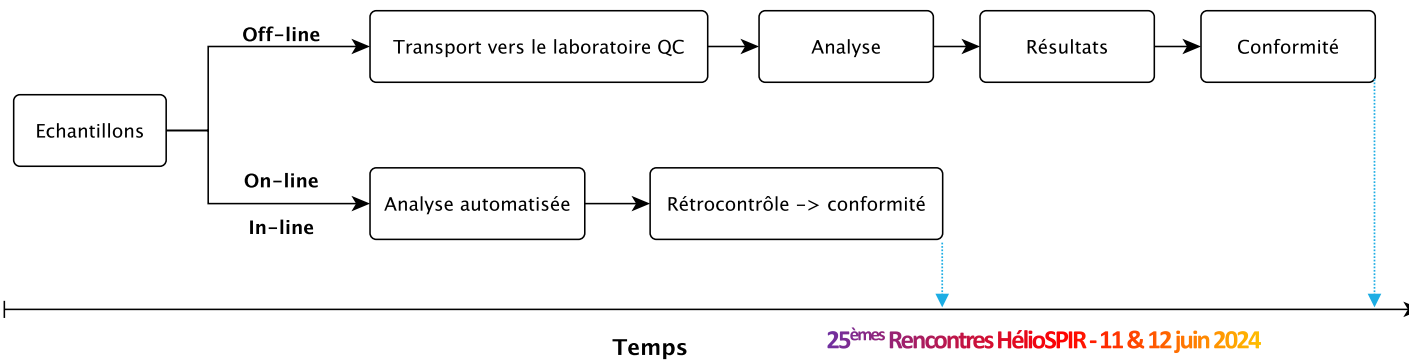 Off-line
Transport vers le laboratoire QC
Analyse
Résultats
Conformité
Echantillons
On-line
In-line
Analyse automatisée
Rétrocontrôle -> conformité
Temps
25èmes Rencontres HélioSPIR - 11 & 12 juin 2024